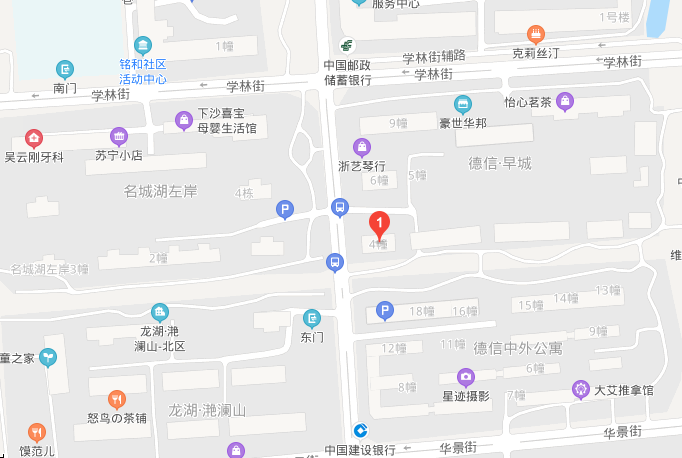 服务中心
1号楼
1幢
克莉丝汀
铭和社区
活动中心
中国邮政
储蓄银行
学林街辅路
学林街
学林街
南门
学林街
学林街
下沙喜宝
母婴生活馆
9幢
豪世华邦
怡心茗茶
吴云刚牙科
苏宁小店
浙艺琴行
德信·早城
6幢
5幢
名城湖左岸
4栋
P
1
4幢
2幢
名城湖左岸3幢
维
P
18幢
16幢
15幢
14幢
13幢
龙湖·滟
澜山-北区
东门
9幢
12幢
11幢
德信中外公寓
童之家
8幢
星迹摄影
6幢
7幢
大艾推拿馆
怒鸟の茶铺
龙湖·滟澜山
馍范儿
中国建设银行
华景街
华景街